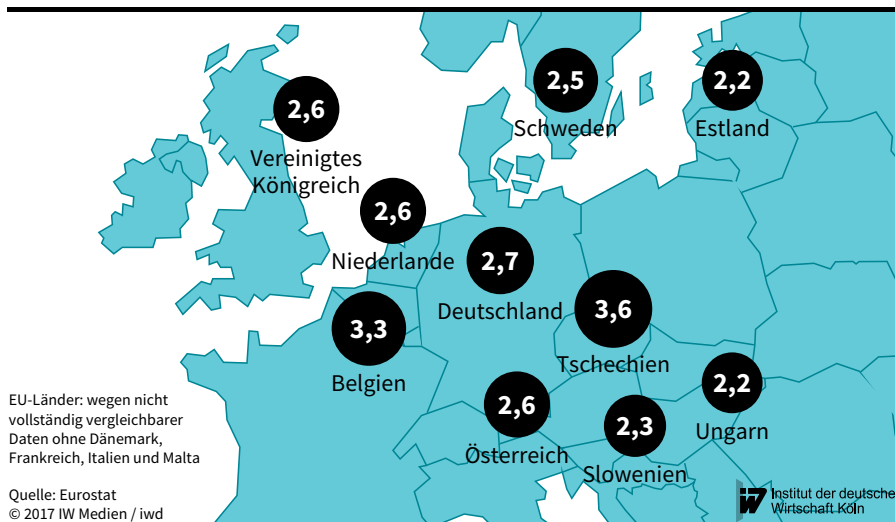 2,6
Vereinigtes
Königreich
2,5
Schweden
2,2
Estland
2,6
Niederlande
2,7
Deutschland
3,3
Belgien
3,6
Tschechien
2,6
Österreich
2,3
Slowenien
2,2
Ungarn
EU-Länder: wegen nicht
vollständig vergleichbarer
Daten ohne Dänemark,
Frankreich, Italien und Malta
Quelle: Eurostat
© 2017 IW Medien / iwd
Institut der deutschen
Wirtschaft Köln